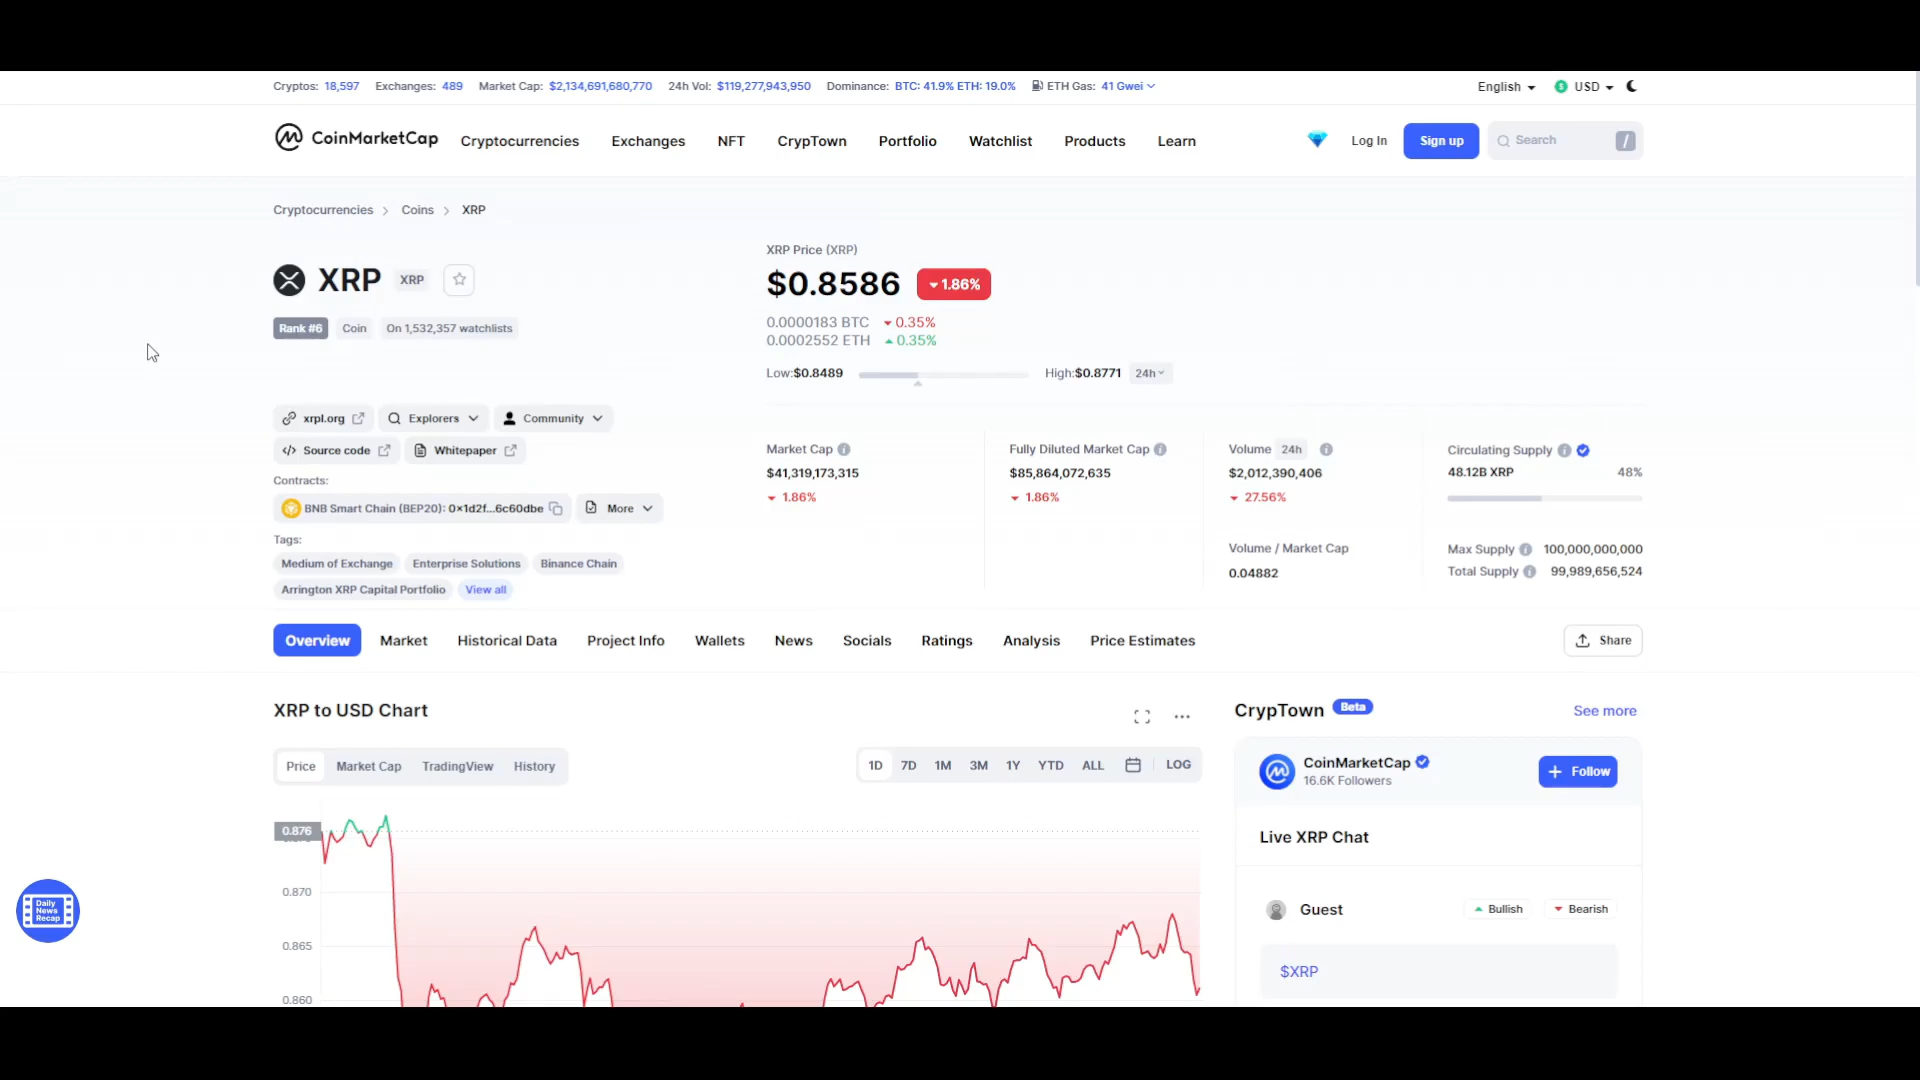 Cryptos: 18,597 Exchanges: 489 Market Cap: $2,134,691,680,770 24h Vol: $119,277,943,950 Dominance: BTC: 41.9% ETH: 19.0% ETH Gas: 41 Gwei English USD
CoinMarketCap Cryptocurrencies Exchanges NFT CrypTown Portfolio Watchlist Products Learn Log In Sign up Search /
Cryptocurrencies > Coins > XRP
XRP XRP
Rank #6 Coin On 1,532,357 watchlists
XRP Price (XRP)
$0.8586 1.86%
0.0000183 BTC 0.35%
0.0002552 ETH 0.35%
Low:$0.8489 High:$0.8771 24h
xrpl.org Explorers Community
Source code Whitepaper
Contracts:
BNB Smart Chain (BEP20): 0x1d2f...6c60dbe More
Tags:
Medium of Exchange Enterprise Solutions Binance Chain
Arrington XRP Capital Portfolio View all
Market Cap
$41,319,173,315
1.86%
Fully Diluted Market Cap
$85,864,072,635
1.86%
Volume 24h
$2,012,390,406
27.56%
Volume / Market Cap
0.04882
Circulating Supply
48.12B XRP 48%
Max Supply 100,000,000,000
Total Supply 99,989,656,524
Overview Market Historical Data Project Info Wallets News Socials Ratings Analysis Price Estimates Share
XRP to USD Chart
Price Market Cap TradingView History 1D 7D 1M 3M 1Y YTD ALL LOG
0.876
0.870
0.865
0.860
CrypTown Beta See more
CoinMarketCap
16.6K Followers
+ Follow
Live XRP Chat
Guest Bullish Bearish
$XRP
Daily
News
Recap